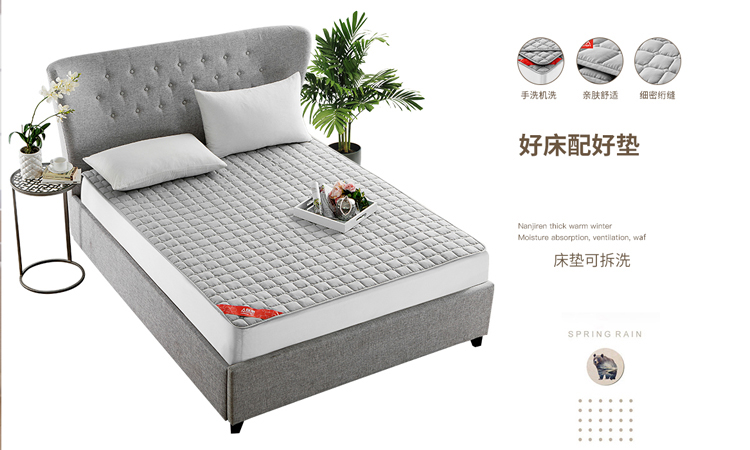 手洗机洗 亲肤舒适 细密绗缝
好床配好垫
Nanjiren thick warm winter
Moisture absorption, ventilation, waf
床垫可拆洗
SPRING RAIN